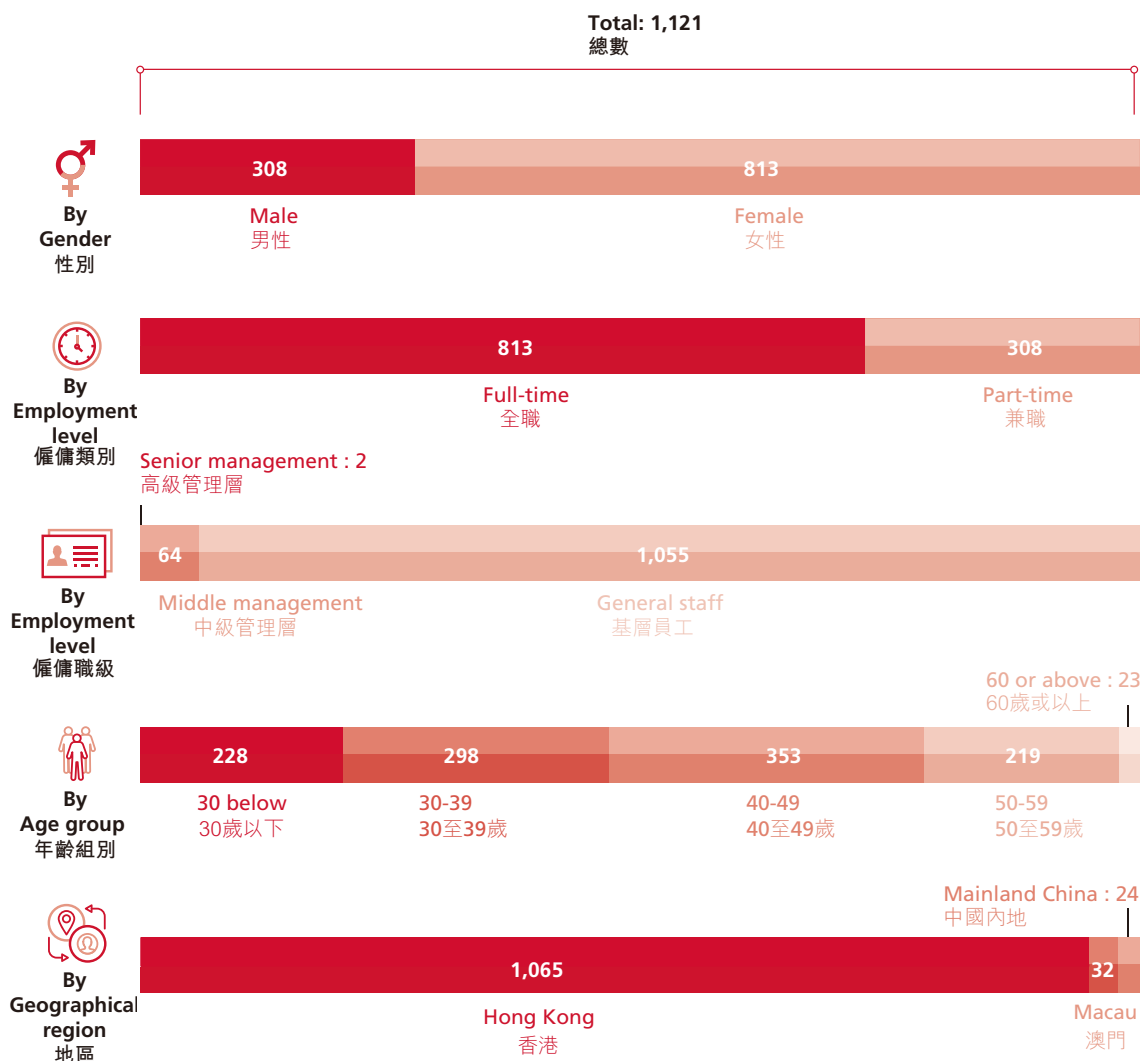 Total: 1,121
總數
308
813
By
Gender
性別
Male
男性
Female
女性
813
308
By
Employment
level
僱傭類別
Full-time
全職
Part-time
兼職
Senior management : 2
高級管理層
64
1,055
By
Employment
level
僱傭職級
Middle management
中級管理層
General staff
基層員工
60 or above : 23
60歲或以上
228
298
353
219
By
Age group
年齡組別
30 below
30歲以下
30-39
30至39歲
40-49
40至49歲
50-59
50至59歲
Mainland China : 24
中國內地
1,065
32
By
Geographical
region
地區
Hong Kong
香港
Macau
澳門